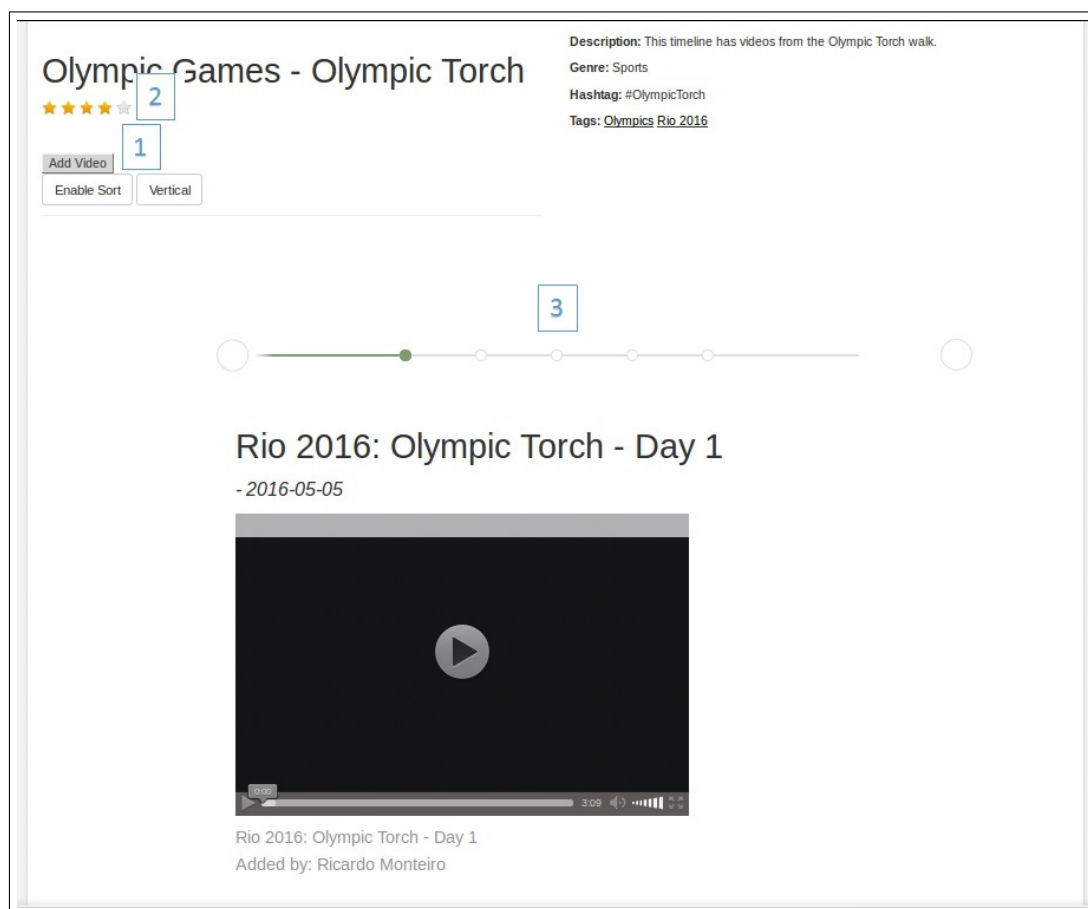 Olympic Games - Olympic Torch
2
1
Add Video
Enable Sort
Vertical
Description: This timeline has videos from the Olympic Torch walk.
Genre: Sports
Hashtag: #OlympicTorch
Tags: Olympics Rio 2016
3
Rio 2016: Olympic Torch - Day 1
- 2016-05-05
0:00
3:09
Rio 2016: Olympic Torch - Day 1
Added by: Ricardo Monteiro